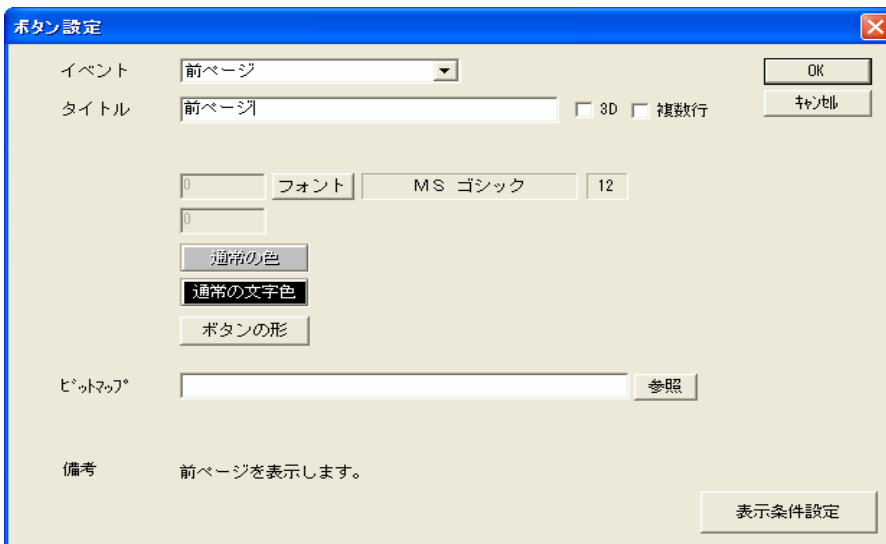 ボタン設定
イベント 前ページ OK
タイトル 前ページ 3D 複数行 ｷｬﾝｾﾙ
0 フォント ＭＳ ゴシック 12
0
通常の色
通常の文字色
ボタンの形
ﾋﾞｯﾄﾏｯﾌﾟ 参照
備考 前ページを表示します。
表示条件設定